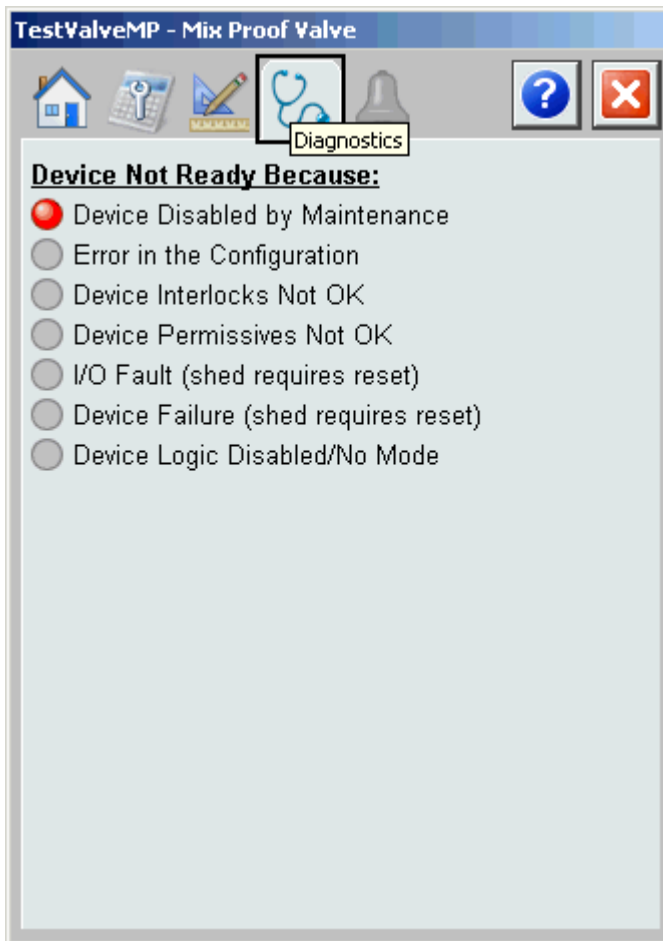 TestValveMP - Mix Proof Valve
?
Diagnostics
Device Not Ready Because:
Device Disabled by Maintenance
Error in the Configuration
Device Interlocks Not OK
Device Permissives Not OK
I/O Fault (shed requires reset)
Device Failure (shed requires reset)
Device Logic Disabled/No Mode